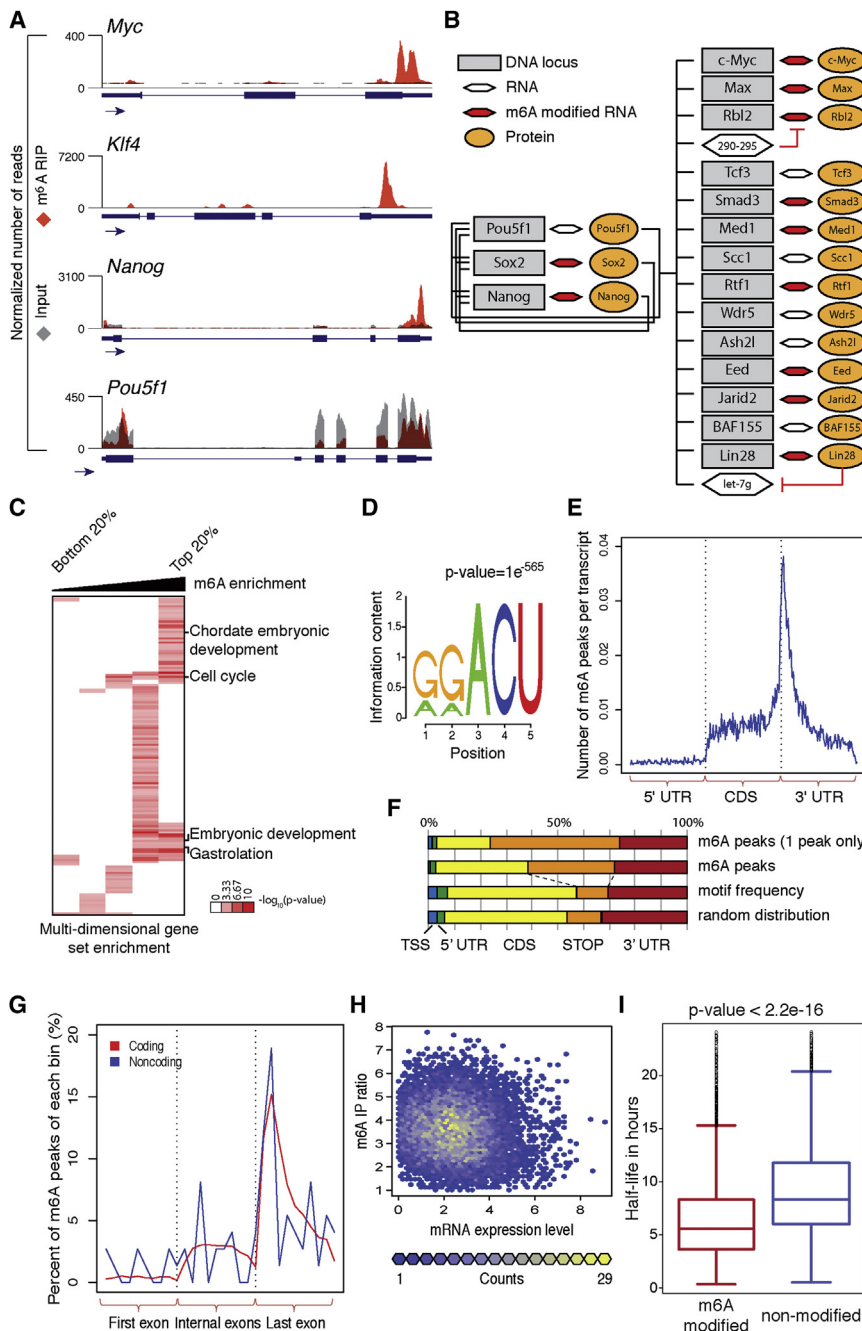 A
Normalized number of reads
m⁶A RIP
Input
Myc
400
0
Klf4
7200
0
Nanog
3100
0
Pou5f1
450
0
B
DNA locus
RNA
m6A modified RNA
Protein
Pou5f1 Pou5f1
Sox2 Sox2
Nanog Nanog
c-Myc c-Myc
Max Max
Rbl2 Rbl2
290-295
Tcf3 Tcf3
Smad3 Smad3
Med1 Med1
Scc1 Scc1
Rtf1 Rtf1
Wdr5 Wdr5
Ash2l Ash2l
Eed Eed
Jarid2 Jarid2
BAF155 BAF155
Lin28 Lin28
let-7g
C
Bottom 20%
Top 20%
m6A enrichment
Chordate embryonic
development
Cell cycle
Embryonic development
Gastrolation
0 3.33 6.67 10
-log₁₀(p-value)
Multi-dimensional gene
set enrichment
D
p-value=1e⁻⁵⁶⁵
Information content
2
1.5
1
0.5
0
G G A C U
A A
1 2 3 4 5
Position
E
Number of m6A peaks per transcript
0.04
0.03
0.02
0.01
0.00
5' UTR CDS 3' UTR
F
0% 50% 100%
m6A peaks (1 peak only)
m6A peaks
motif frequency
random distribution
TSS 5' UTR CDS STOP 3' UTR
G
Percent of m6A peaks of each bin (%)
20
15
10
5
0
Coding
Noncoding
First exon Internal exons Last exon
H
m6A IP ratio
8
7
6
5
4
3
2
1
0 2 4 6 8
mRNA expression level
1 Counts 29
I
p-value < 2.2e-16
Half-life in hours
20
15
10
5
0
m6A
modified
non-modified